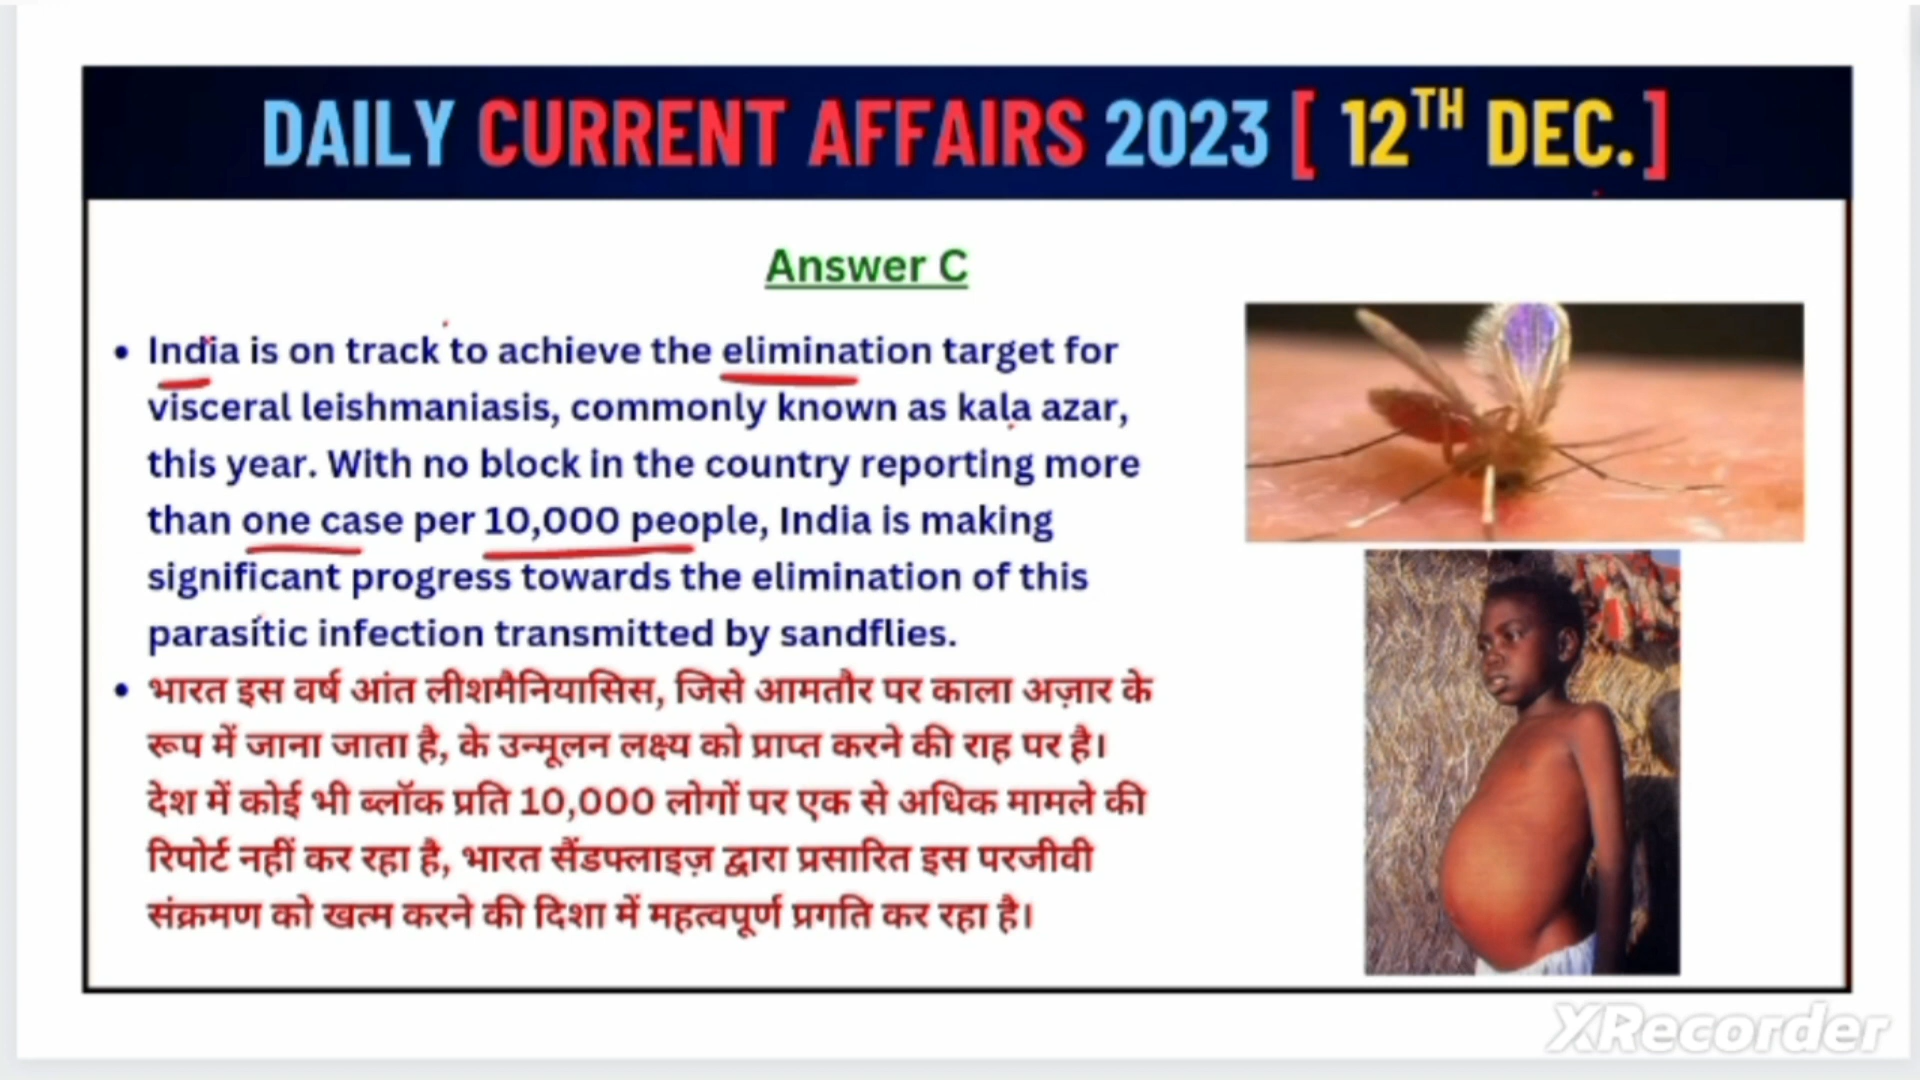 DAILY CURRENT AFFAIRS 2023 [ 12TH DEC.]
Answer C
• India is on track to achieve the elimination target for
visceral leishmaniasis, commonly known as kala azar,
this year. With no block in the country reporting more
than one case per 10,000 people, India is making
significant progress towards the elimination of this
parasitic infection transmitted by sandflies.
• भारत इस वर्ष आंत लीशमैनियासिस, जिसे आमतौर पर काला अज़ार के
रूप में जाना जाता है, के उन्मूलन लक्ष्य को प्राप्त करने की राह पर है।
देश में कोई भी ब्लॉक प्रति 10,000 लोगों पर एक से अधिक मामले की
रिपोर्ट नहीं कर रहा है, भारत सैंडफ्लाइज़ द्वारा प्रसारित इस परजीवी
संक्रमण को खत्म करने की दिशा में महत्वपूर्ण प्रगति कर रहा है।
XRecorder